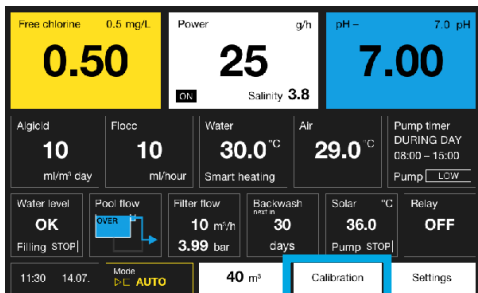 Free chlorine 0.5 mg/L
0.50
Power g/h
25
ON Salinity 3.8
pH – 7.0 pH
7.00
Algicid
10
ml/m³ day
Flocc
10
ml/hour
Water
30.0 °C
Smart heating
Air
29.0 °C
Pump timer
DURING DAY
08:00 – 15:00
Pump LOW
Water level
OK
Filling STOP
Pool flow
OVER
Filter flow
10 m³/h
3.99 bar
Backwash
next in
30
days
Solar °C
36.0
Pump STOP
Relay
OFF
11:30 14.07.
Mode
AUTO
40 m³
Calibration
Settings